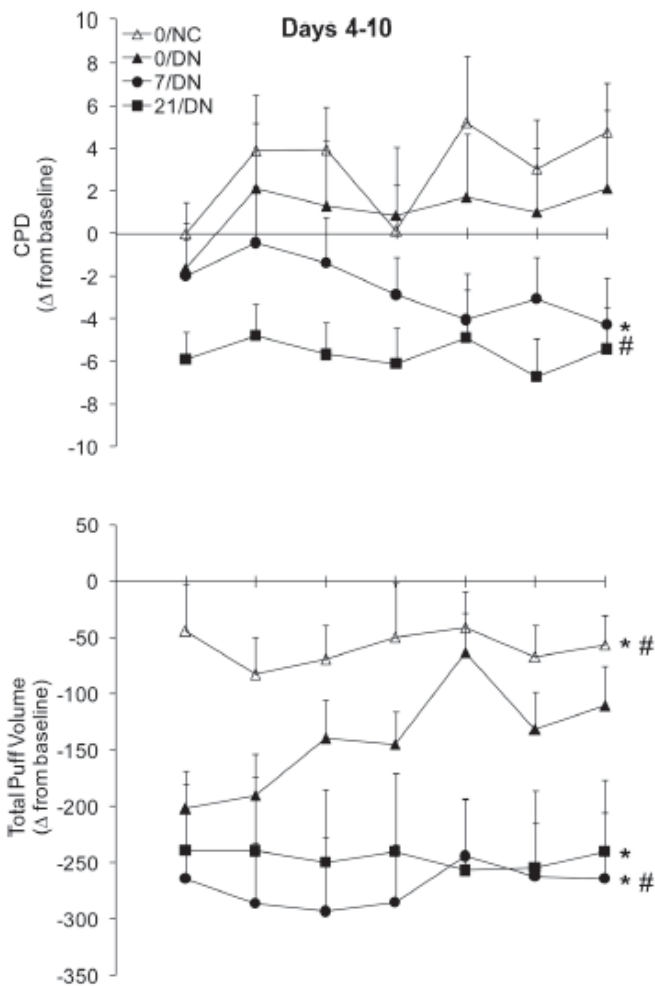 Days 4-10
0/NC
0/DN
7/DN
21/DN
CPD
(Δ from baseline)
10
8
6
4
2
0
-2
-4
-6
-8
-10
*
#
Total Puff Volume
(Δ from baseline)
50
0
-50
-100
-150
-200
-250
-300
-350
* #
*
* #